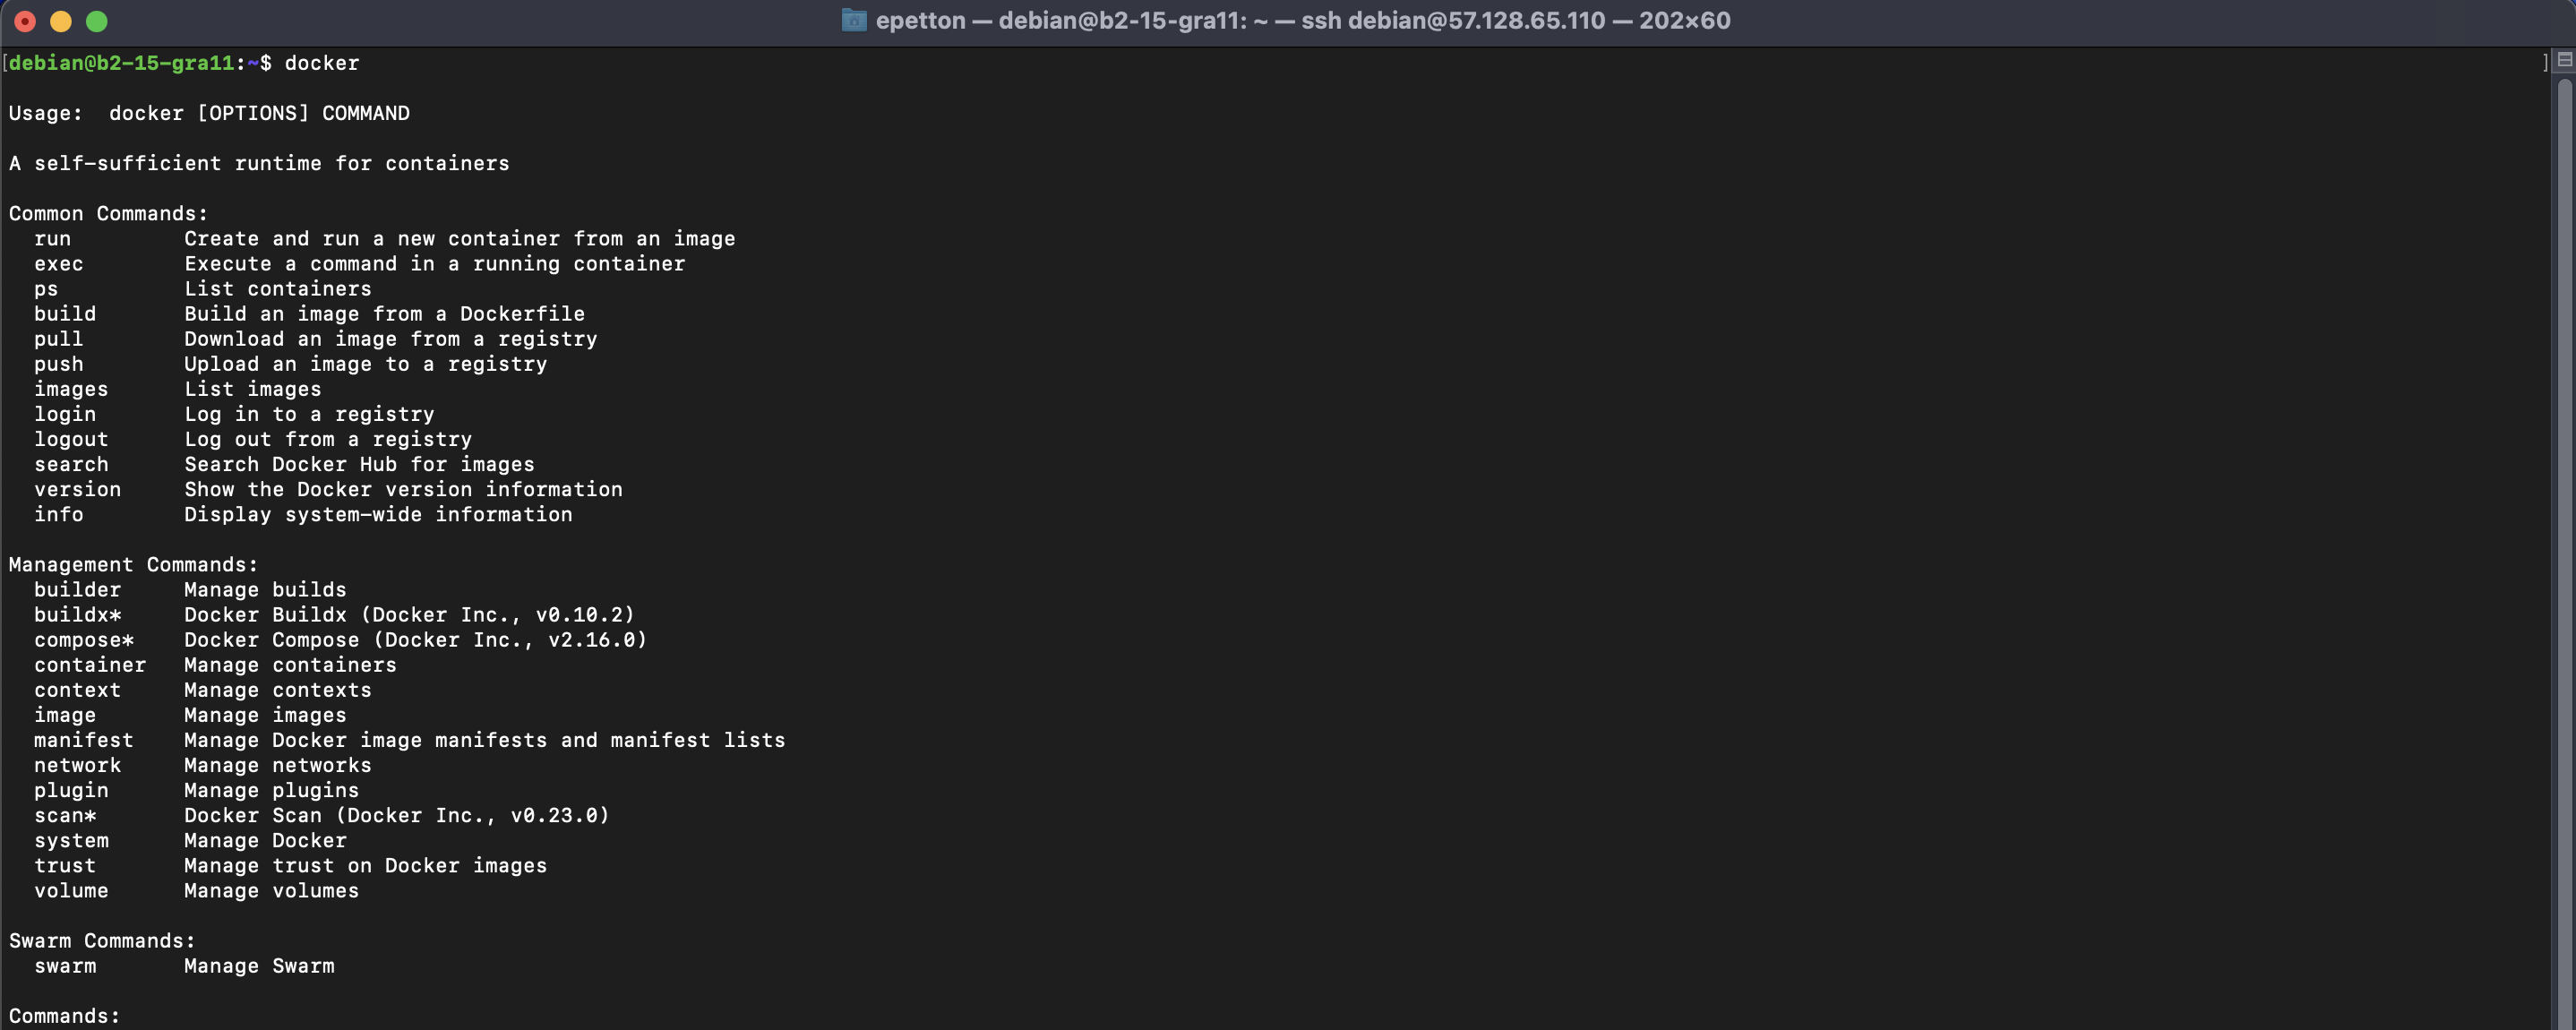 epetton — debian@b2-15-gra11: ~ — ssh debian@57.128.65.110 — 202×60
[debian@b2-15-gra11:~$ docker ]
Usage:  docker [OPTIONS] COMMAND
A self-sufficient runtime for containers
Common Commands:
  run         Create and run a new container from an image
  exec        Execute a command in a running container
  ps          List containers
  build       Build an image from a Dockerfile
  pull        Download an image from a registry
  push        Upload an image to a registry
  images      List images
  login       Log in to a registry
  logout      Log out from a registry
  search      Search Docker Hub for images
  version     Show the Docker version information
  info        Display system-wide information
Management Commands:
  builder     Manage builds
  buildx*     Docker Buildx (Docker Inc., v0.10.2)
  compose*    Docker Compose (Docker Inc., v2.16.0)
  container   Manage containers
  context     Manage contexts
  image       Manage images
  manifest    Manage Docker image manifests and manifest lists
  network     Manage networks
  plugin      Manage plugins
  scan*       Docker Scan (Docker Inc., v0.23.0)
  system      Manage Docker
  trust       Manage trust on Docker images
  volume      Manage volumes
Swarm Commands:
  swarm       Manage Swarm
Commands: